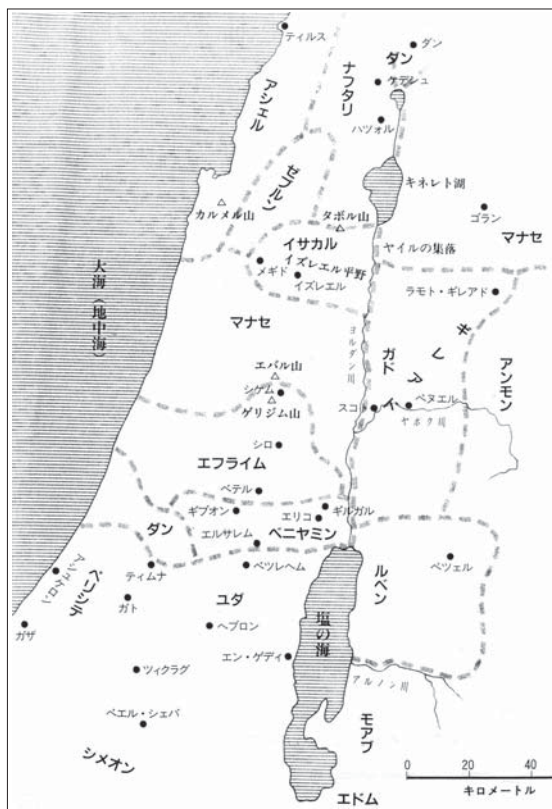 ティルス
ダン
ダン
ケデシュ
ナフタリ
アシェル
ハツォル
ゼブルン
キネレト湖
カルメル山
タボル山
ゴラン
イサカル
マナセ
ヤイルの集落
メギド
イズレエル平野
イズレエル
ラモト・ギレアド
大海（地中海）
マナセ
ヨルダン川
ガド
アンモン
エバル山
シケム
ゲリジム山
スコ
ペヌエル
ヤボク川
シロ
エフライム
ベテル
ギブオン
エリコ
ギルガル
ダン
ベニヤミン
エルサレム
ティムナ
ベツレヘム
ルベン
ベツェル
アシュケロン
ペリシテ
ガト
ユダ
塩の海
ガザ
ヘブロン
エン・ゲディ
ツィクラグ
アルノン川
ベエル・シェバ
モアブ
シメオン
エドム
0 20 40
キロメートル